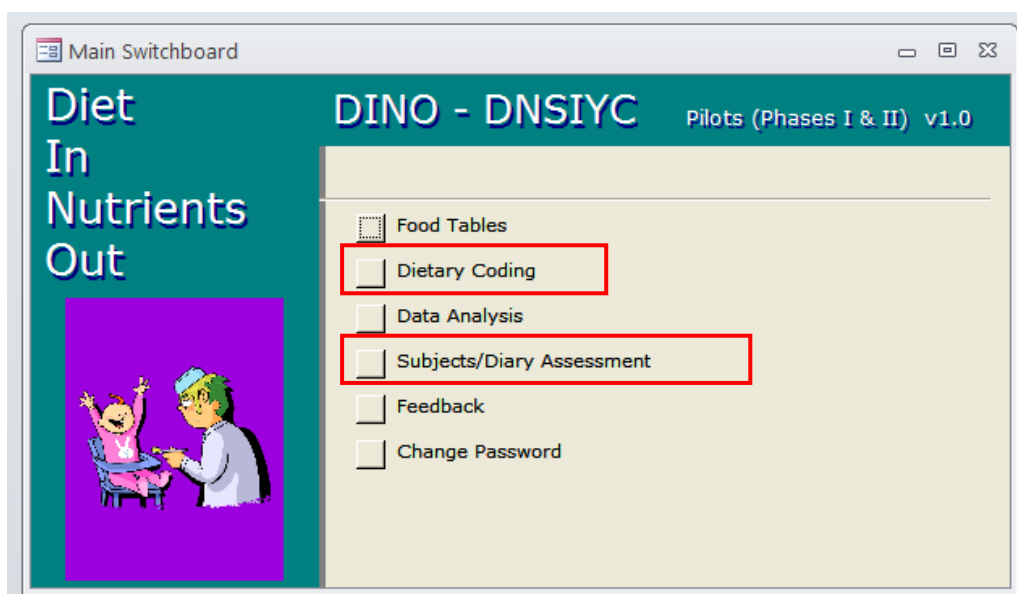 Main Switchboard
Diet
In
Nutrients
Out
DINO - DNSIYC Pilots (Phases I & II) v1.0
Food Tables
Dietary Coding
Data Analysis
Subjects/Diary Assessment
Feedback
Change Password